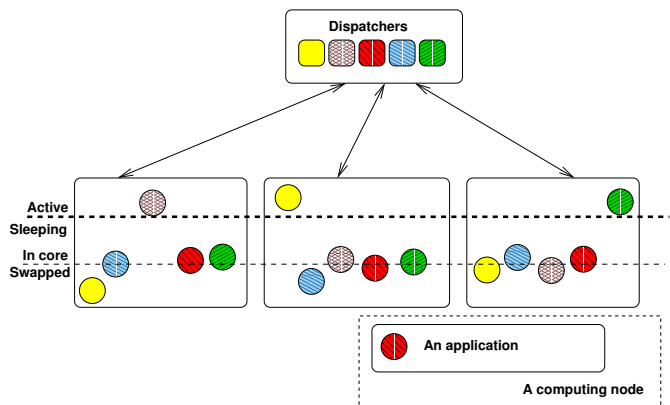 Dispatchers
Active
Sleeping
In core
Swapped
An application
A computing node